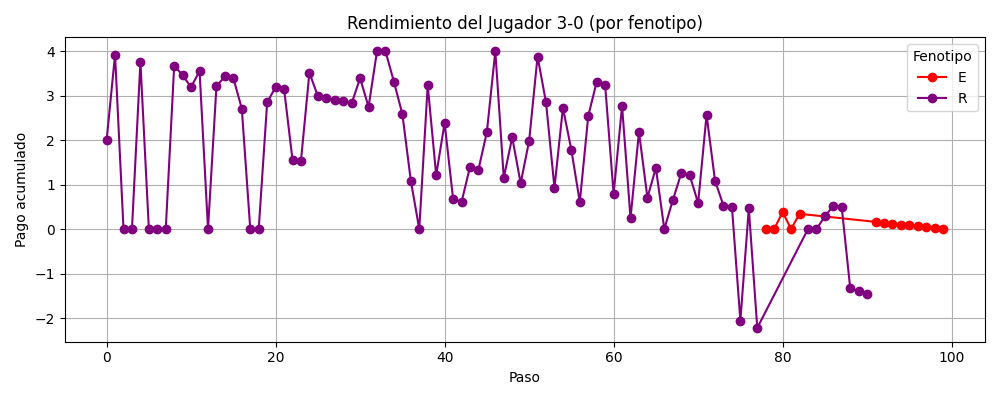 Rendimiento del Jugador 3-0 (por fenotipo)
Pago acumulado
4
3
2
1
0
−1
−2
Fenotipo
E
R
0
20
40
60
80
100
Paso